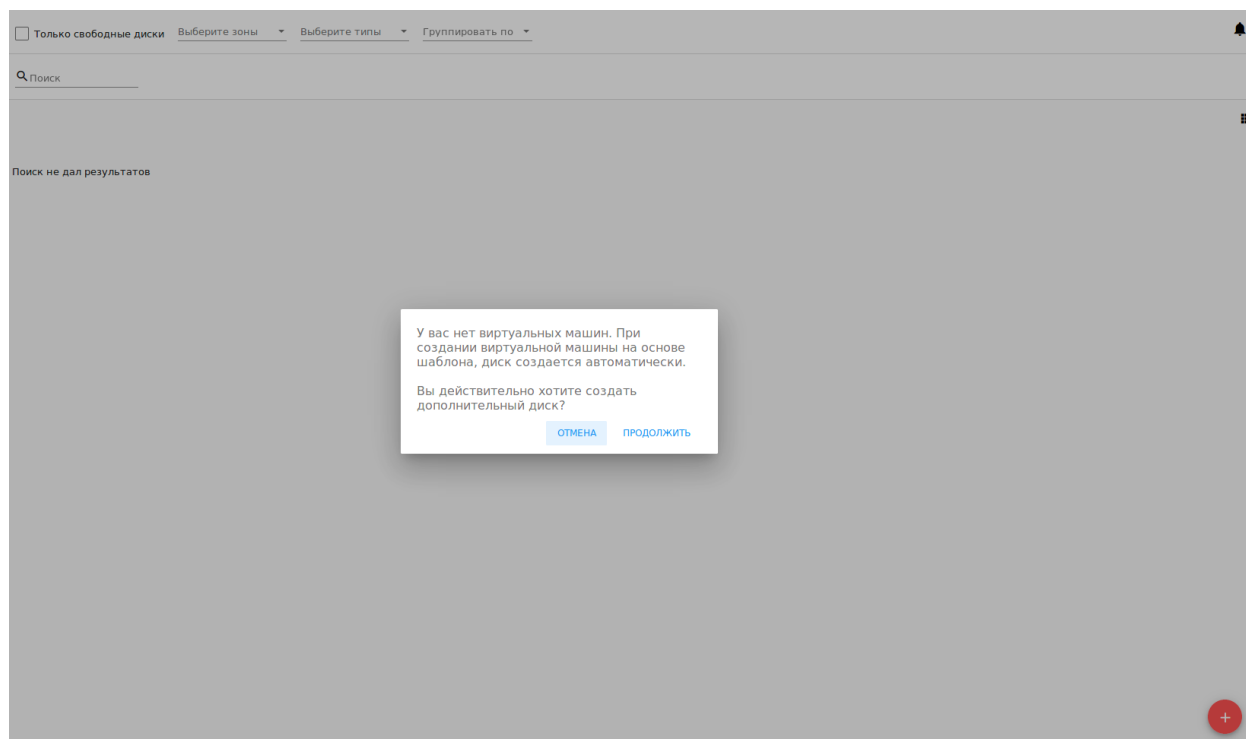 Только свободные диски Выберите зоны Выберите типы Группировать по
Поиск
Поиск не дал результатов
У вас нет виртуальных машин. При
создании виртуальной машины на основе
шаблона, диск создается автоматически.
Вы действительно хотите создать
дополнительный диск?
ОТМЕНА ПРОДОЛЖИТЬ